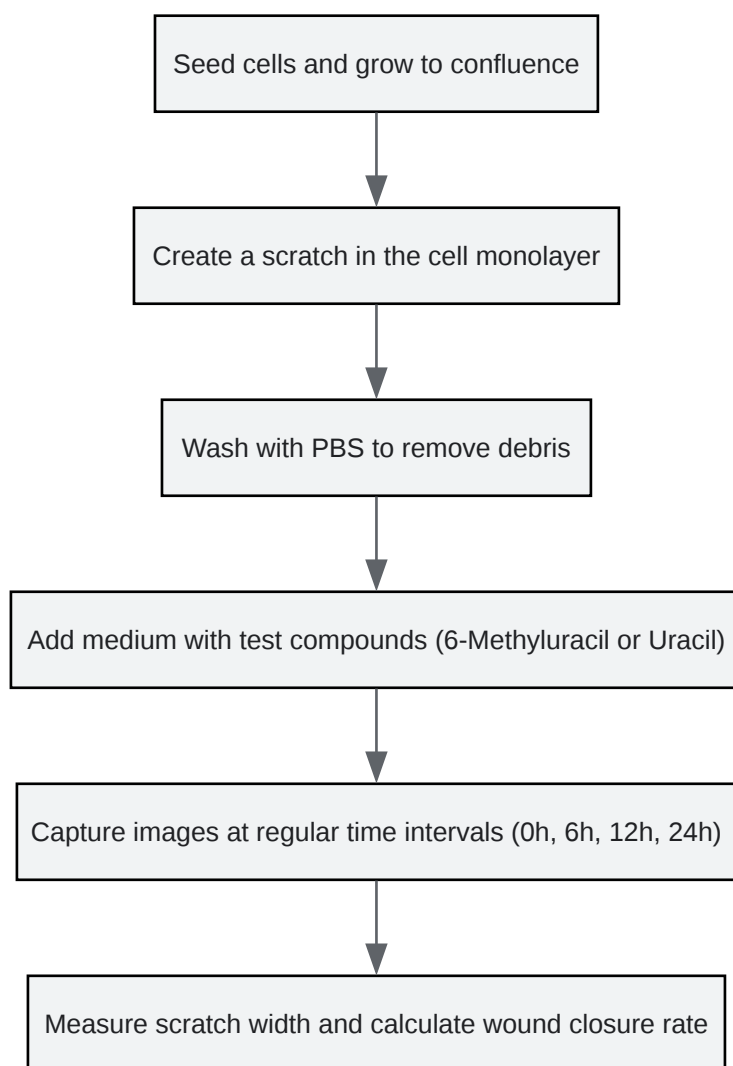 Seed cells and grow to confluence
Create a scratch in the cell monolayer
Wash with PBS to remove debris
Add medium with test compounds (6-Methyluracil or Uracil)
Capture images at regular time intervals (0h, 6h, 12h, 24h)
Measure scratch width and calculate wound closure rate